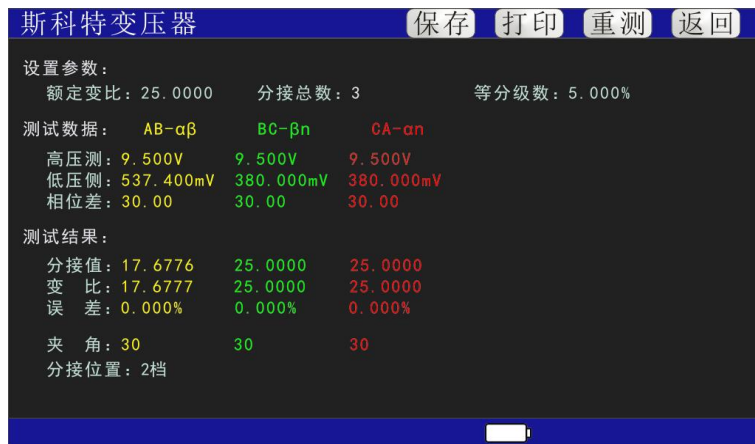 斯科特变压器 保存 打印 重测 返回
设置参数:
额定变比:25.0000 分接总数:3 等分级数:5.000%
测试数据: AB-αβ BC-βn CA-αn
高压测:9.500V 9.500V 9.500V
低压侧:537.400mV 380.000mV 380.000mV
相位差:30.00 30.00 30.00
测试结果:
分接值:17.6776 25.0000 25.0000
变 比:17.6777 25.0000 25.0000
误 差:0.000% 0.000% 0.000%
夹 角:30 30 30
分接位置:2档